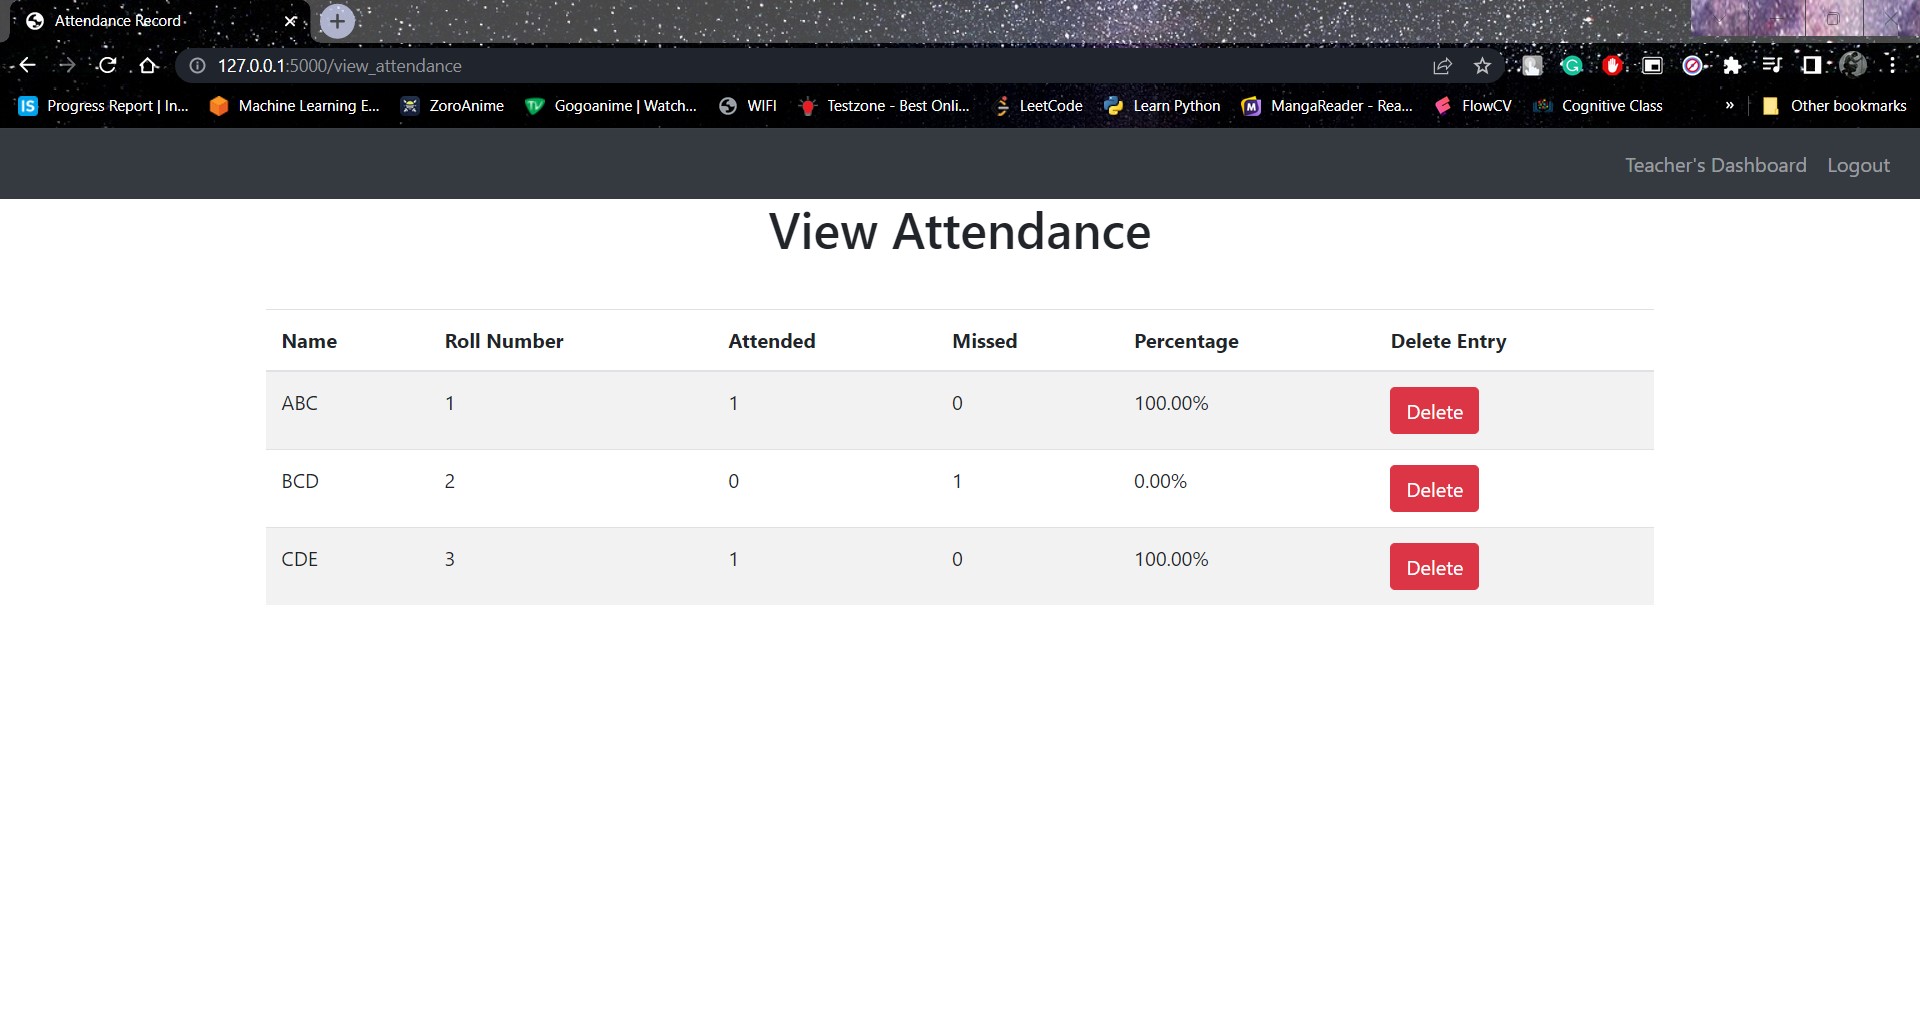 Attendance Record
127.0.0.1:5000/view_attendance
Progress Report | In... Machine Learning E... ZoroAnime Gogoanime | Watch... WIFI Testzone - Best Onli... LeetCode Learn Python MangaReader - Rea... FlowCV Cognitive Class » Other bookmarks
Teacher's Dashboard Logout
View Attendance
Name Roll Number Attended Missed Percentage Delete Entry
ABC 1 1 0 100.00% Delete
BCD 2 0 1 0.00% Delete
CDE 3 1 0 100.00% Delete